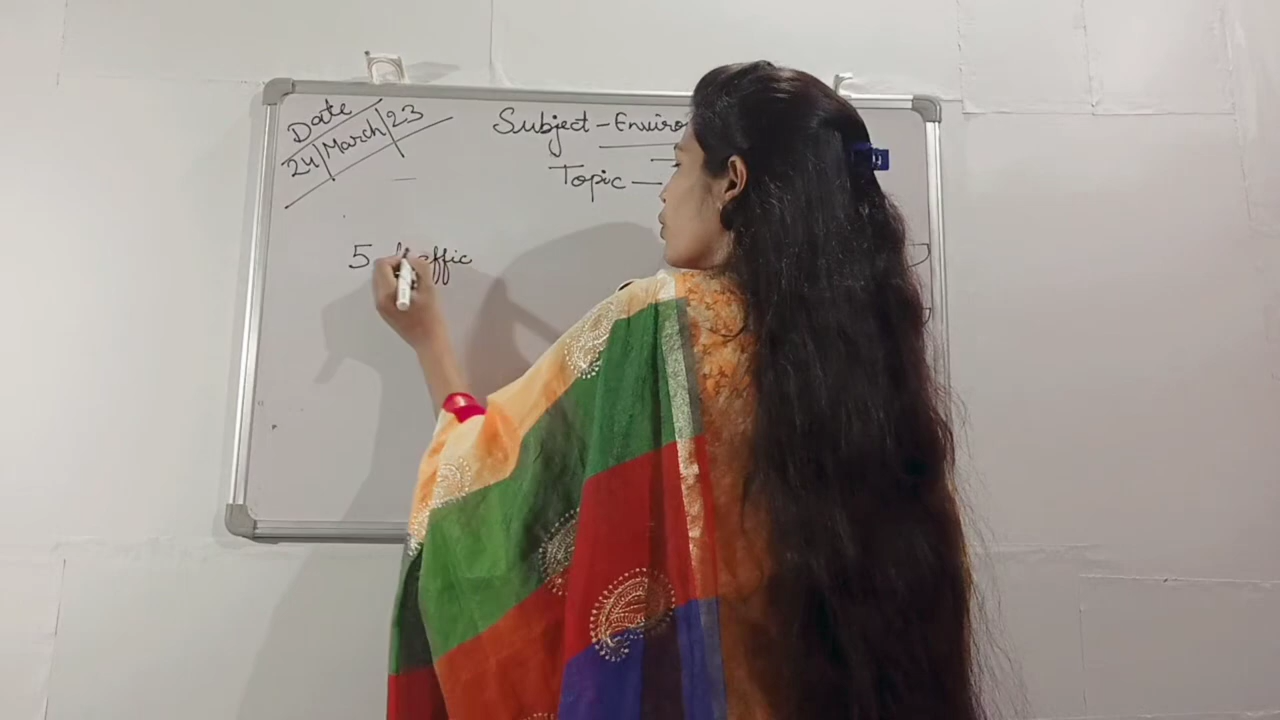 Date
24/March/23
Subject - Enviro
Topic -
5 traffic